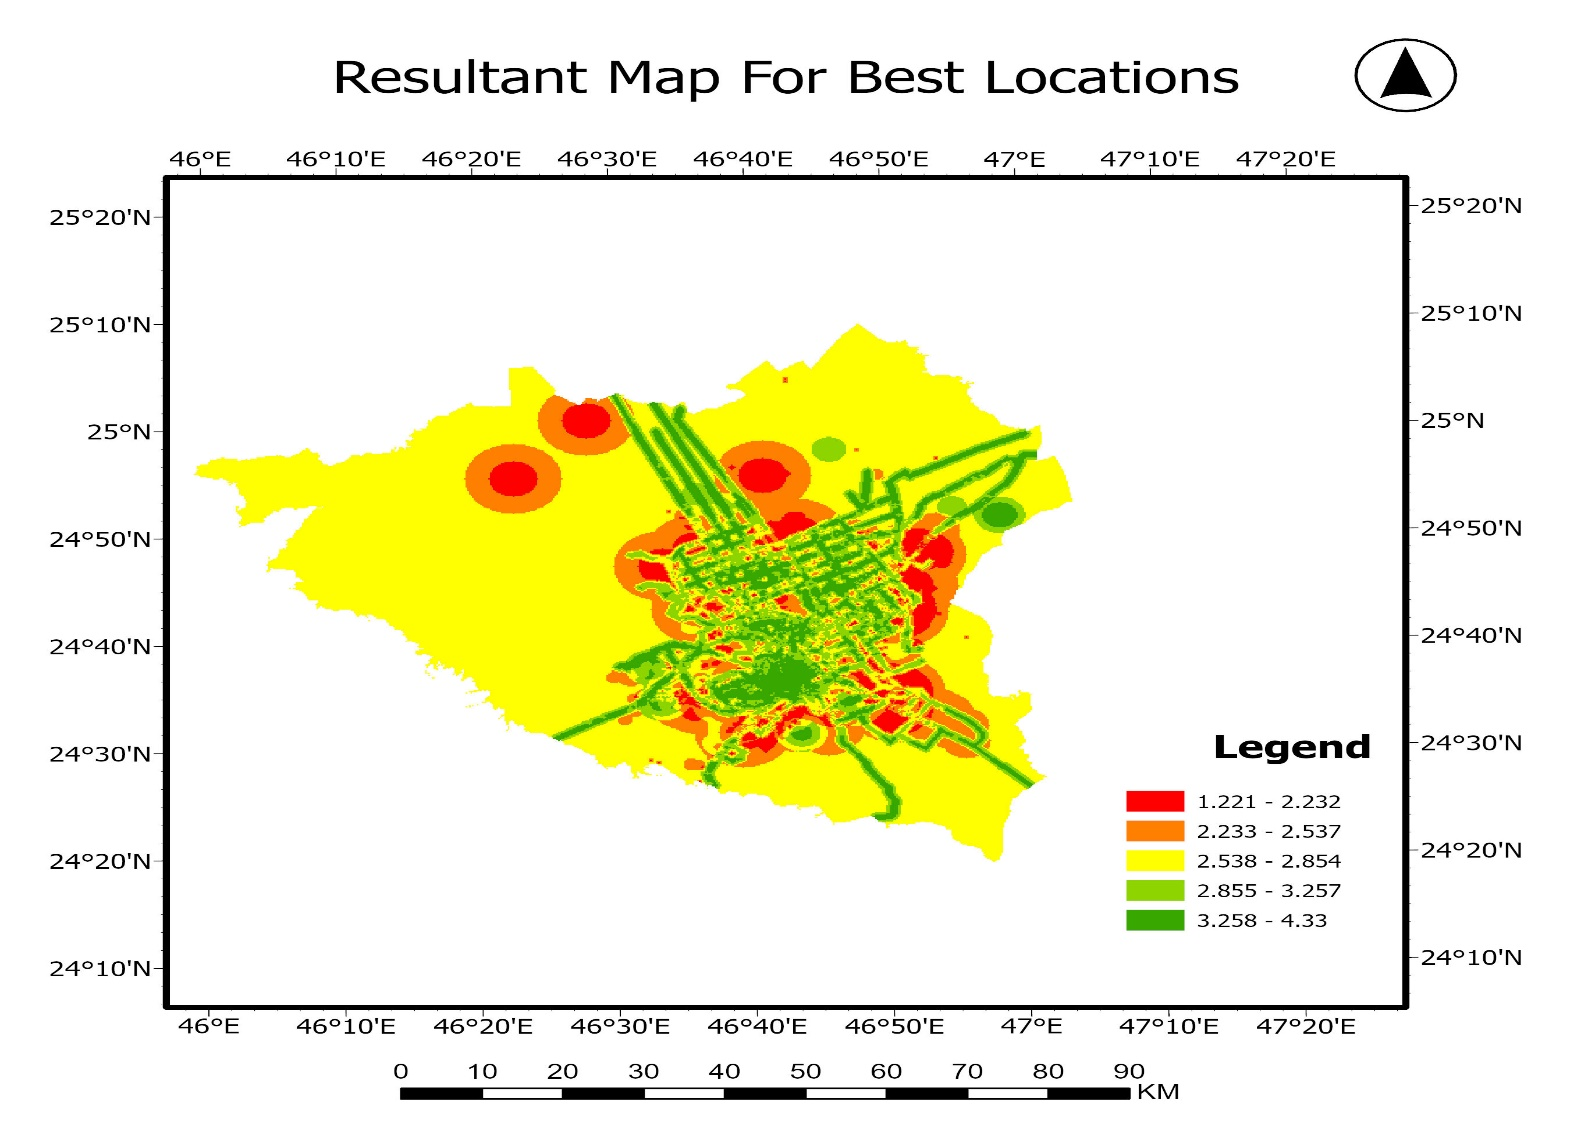 Resultant Map For Best Locations
46°E 46°10'E 46°20'E 46°30'E 46°40'E 46°50'E 47°E 47°10'E 47°20'E
25°20'N 25°20'N
25°10'N 25°10'N
25°N 25°N
24°50'N 24°50'N
24°40'N 24°40'N
24°30'N 24°30'N
24°20'N 24°20'N
24°10'N 24°10'N
Legend
1.221 - 2.232
2.233 - 2.537
2.538 - 2.854
2.855 - 3.257
3.258 - 4.33
46°E 46°10'E 46°20'E 46°30'E 46°40'E 46°50'E 47°E 47°10'E 47°20'E
0 10 20 30 40 50 60 70 80 90
KM